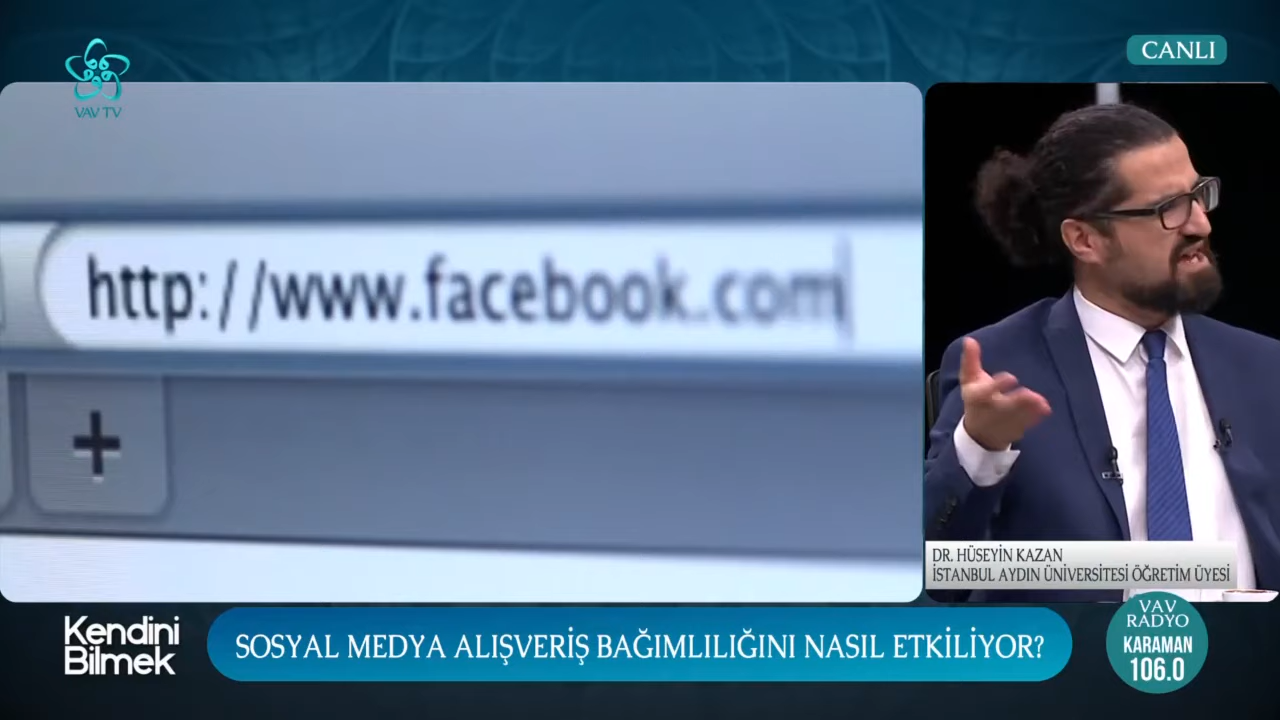 CANLI
VAV TV
http://www.facebook.com
+
DR. HÜSEYİN KAZAN
İSTANBUL AYDIN ÜNİVERSİTESİ ÖĞRETİM ÜYESİ
Kendini
Bilmek
SOSYAL MEDYA ALIŞVERİŞ BAĞIMLILIĞINI NASIL ETKİLİYOR?
VAV
RADYO
KARAMAN
106.0